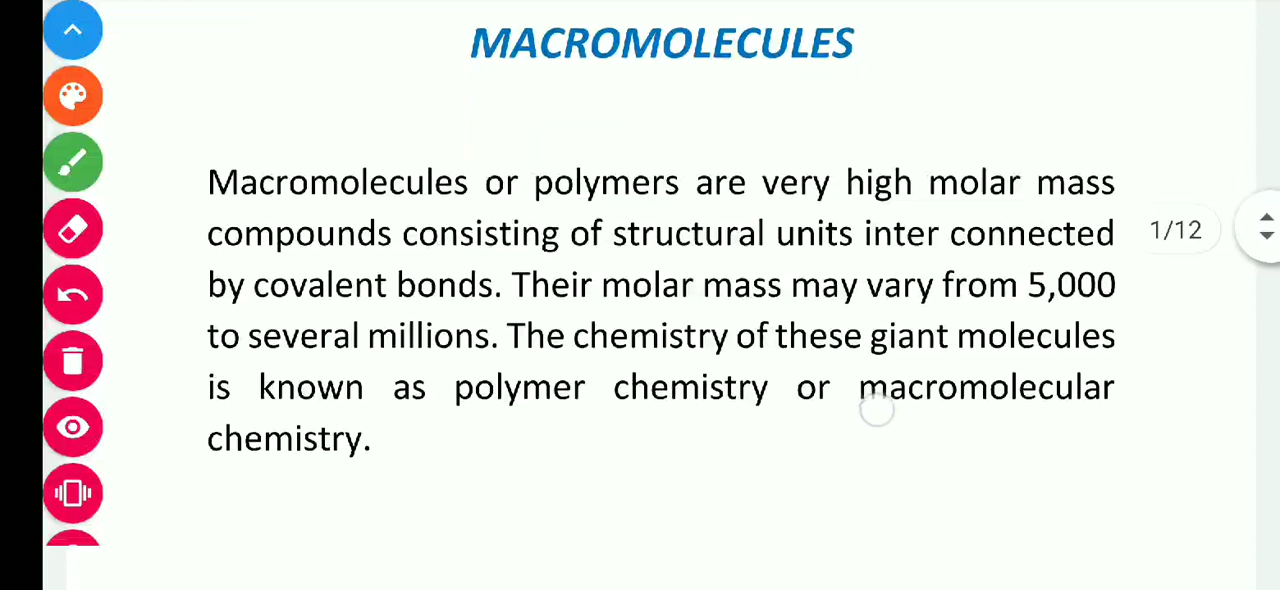 MACROMOLECULES
Macromolecules or polymers are very high molar mass
compounds consisting of structural units inter connected
by covalent bonds. Their molar mass may vary from 5,000
to several millions. The chemistry of these giant molecules
is known as polymer chemistry or macromolecular
chemistry.
1/12